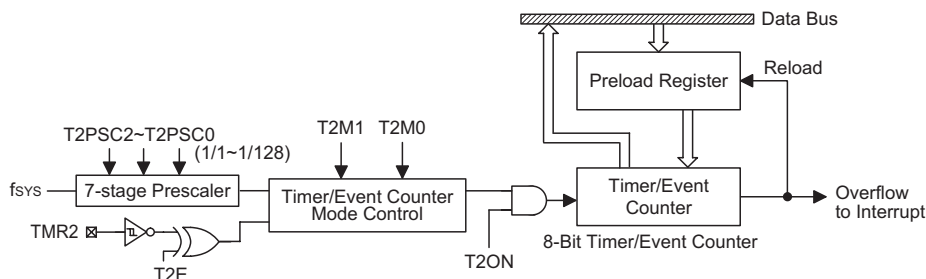 Data Bus
Preload Register
Reload
T2PSC2~T2PSC0
(1/1~1/128)
T2M1
T2M0
fSYS
7-stage Prescaler
Timer/Event Counter
Mode Control
Timer/Event
Counter
Overflow
to Interrupt
TMR2
T2E
T2ON
8-Bit Timer/Event Counter